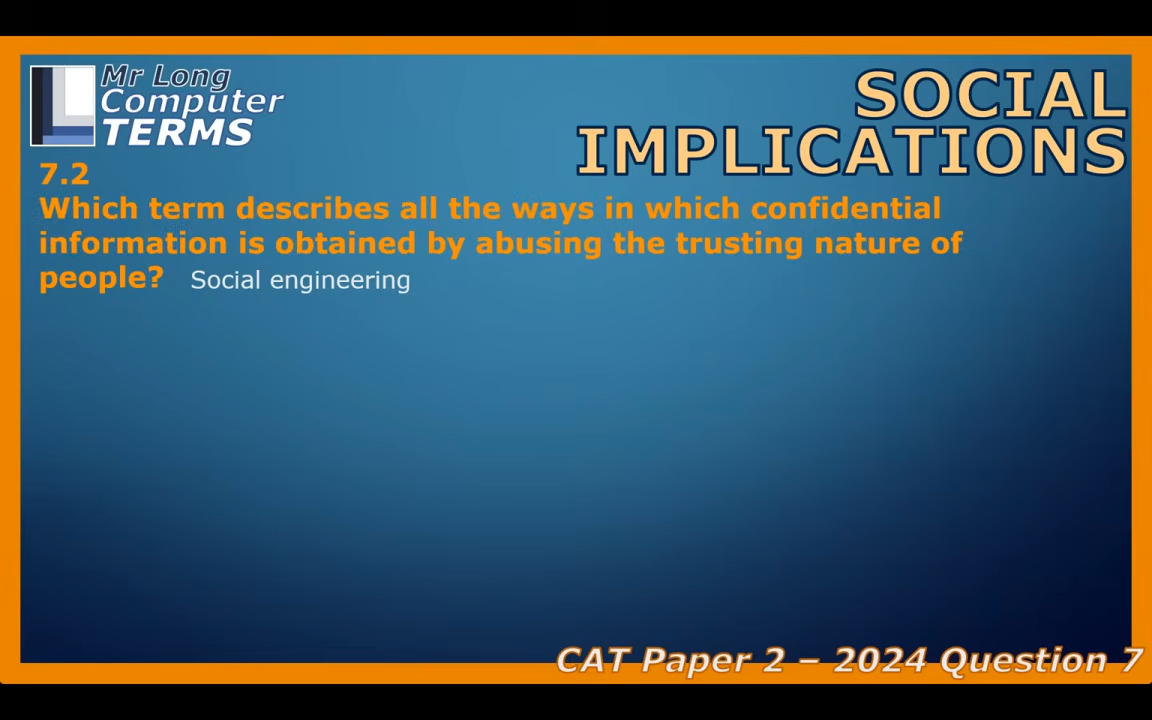 Mr Long
Computer
TERMS
SOCIAL
IMPLICATIONS
7.2
Which term describes all the ways in which confidential
information is obtained by abusing the trusting nature of
people? Social engineering
CAT Paper 2 – 2024 Question 7